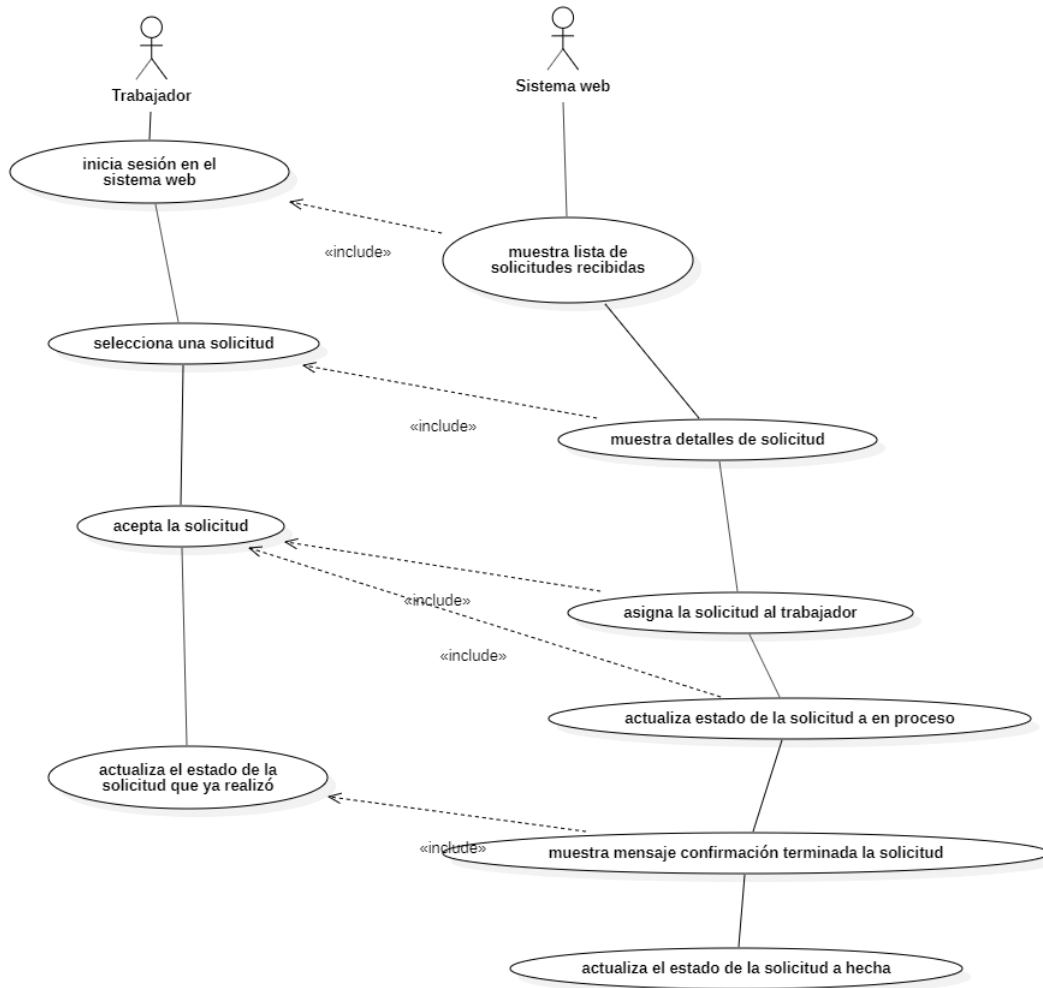 Trabajador
Sistema web
inicia sesión en el
sistema web
«include»
muestra lista de
solicitudes recibidas
selecciona una solicitud
«include»
muestra detalles de solicitud
acepta la solicitud
«include»
asigna la solicitud al trabajador
«include»
actualiza estado de la solicitud a en proceso
actualiza el estado de la
solicitud que ya realizó
«include»
muestra mensaje confirmación terminada la solicitud
actualiza el estado de la solicitud a hecha